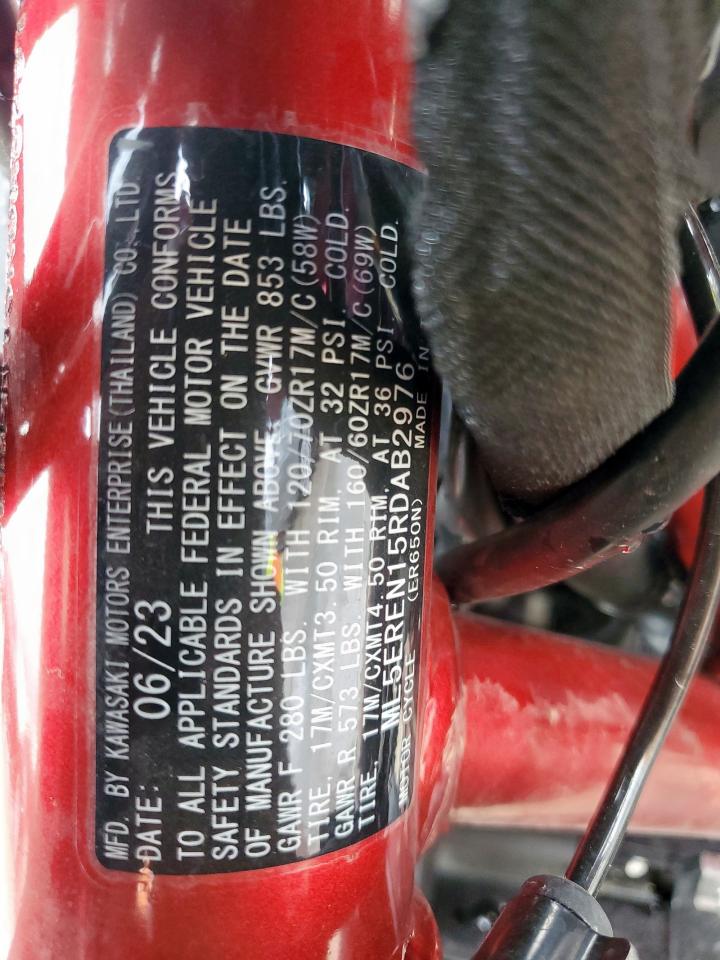 MFD. BY KAWASAKI MOTORS ENTERPRISE(THAILAND) CO., LTD
DATE: 06/23 THIS VEHICLE CONFORMS
TO ALL APPLICABLE FEDERAL MOTOR VEHICLE
SAFETY STANDARDS IN EFFECT ON THE DATE
OF MANUFACTURE SHOWN ABOVE. GVWR 853 LBS.
GAWR F 280 LBS. WITH 120/70ZR17M/C(58W)
TIRE, 17M/CXMT3.50 RIM, AT 32 PSI COLD.
GAWR R 573 LBS. WITH 160/60ZR17M/C(69W)
TIRE, 17M/CXMT4.50 RIM, AT 36 PSI COLD.
ML5EREN15RDAB2976
MOTOR CYCLE (ER650N) MADE IN